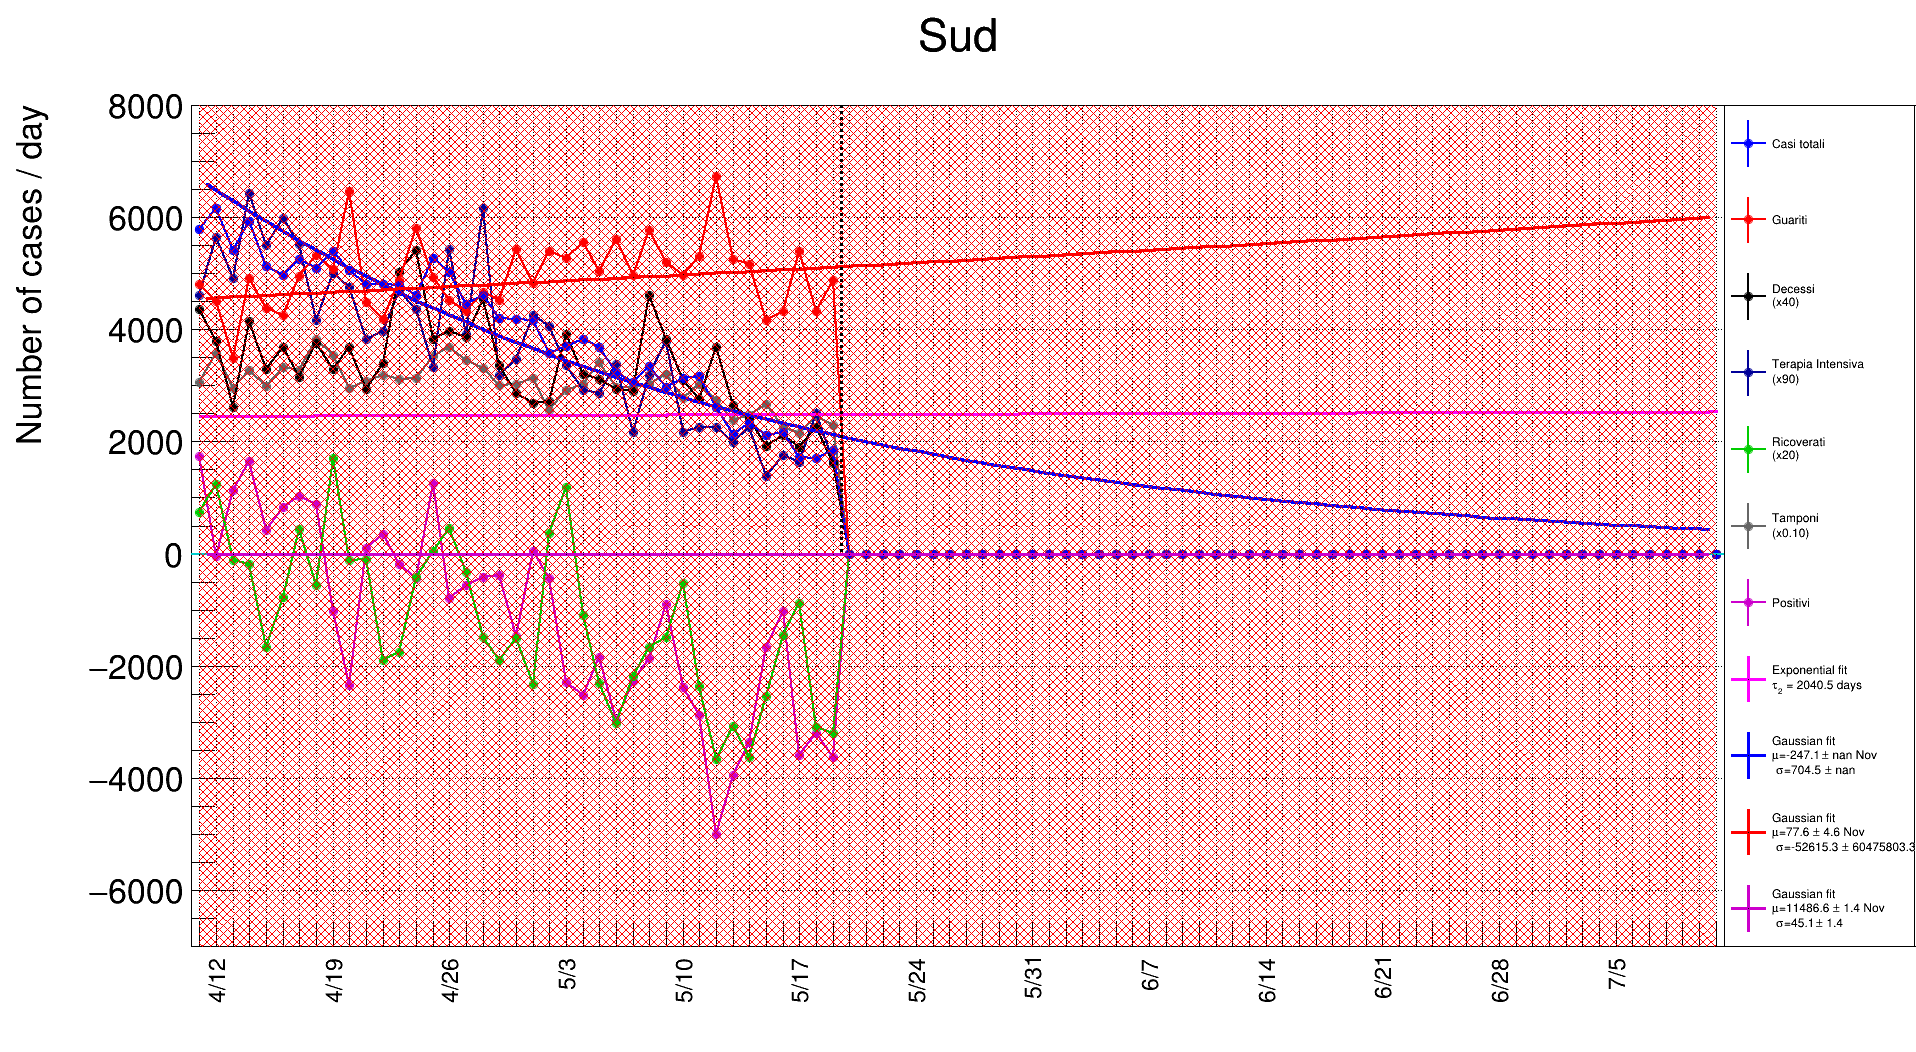 Sud
Number of cases / day
8000
6000
4000
2000
0
−2000
−4000
−6000
4/12
4/19
4/26
5/3
5/10
5/17
5/24
5/31
6/7
6/14
6/21
6/28
7/5
Casi totali
Guariti
Decessi
(x40)
Terapia Intensiva
(x90)
Ricoverati
(x20)
Tamponi
(x0.10)
Positivi
Exponential fit
τ2 = 2040.5 days
Gaussian fit
μ=-247.1 ± nan Nov
σ=704.5 ± nan
Gaussian fit
μ=77.6 ± 4.6 Nov
σ=-52615.3 ± 60475803.3
Gaussian fit
μ=11486.6 ± 1.4 Nov
σ=45.1 ± 1.4